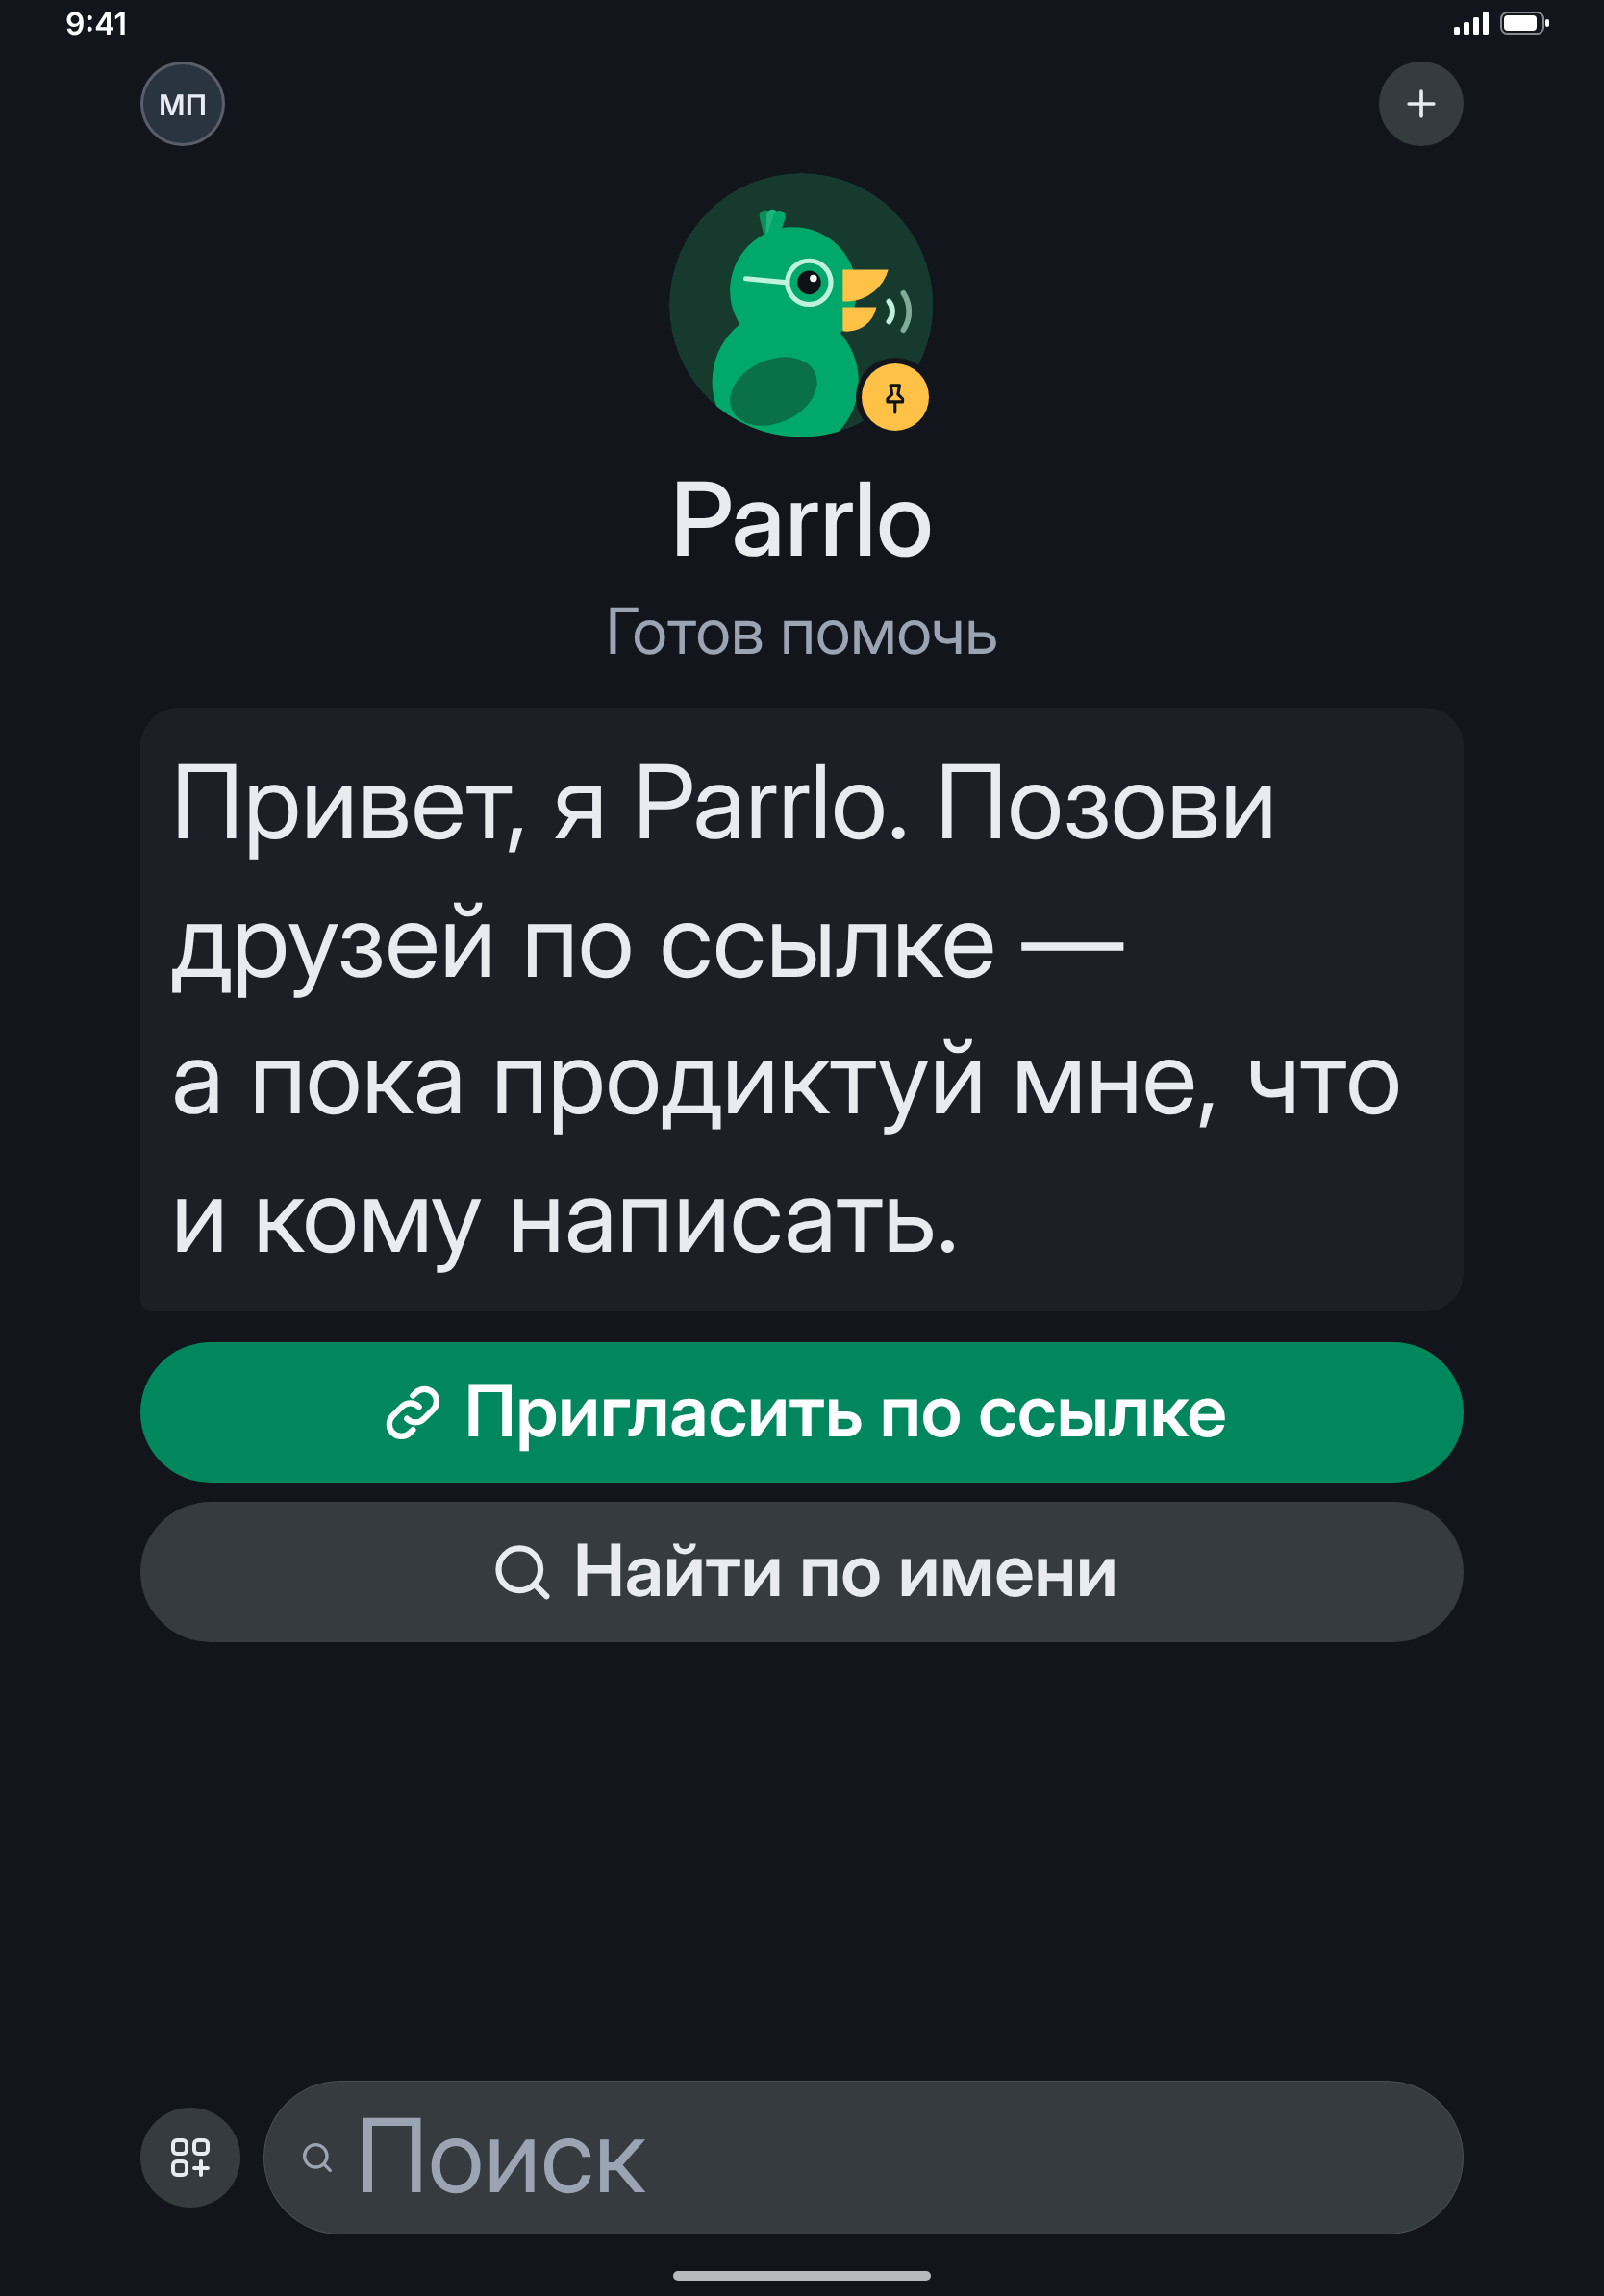 9:41
МП
Parrlo
Готов помочь
Привет, я Parrlo. Позови
друзей по ссылке —
а пока продиктуй мне, что
и кому написать.
Пригласить по ссылке
Найти по имени
Поиск